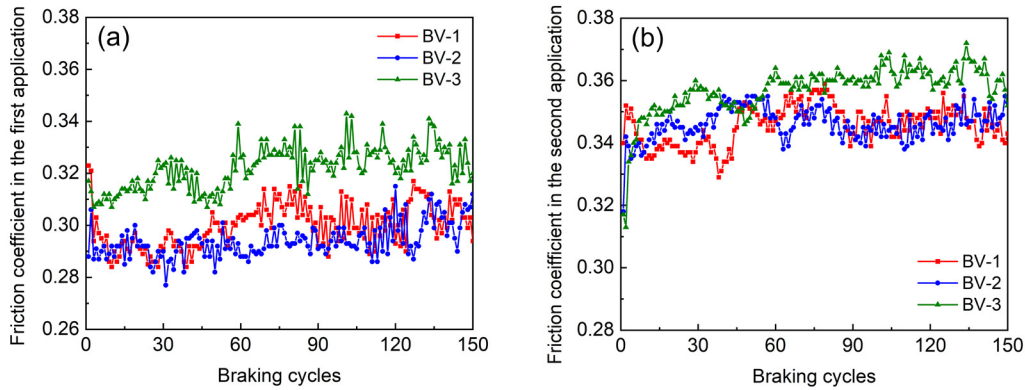 (a)
BV-1
BV-2
BV-3
Friction coefficient in the first application
0.38
0.36
0.34
0.32
0.30
0.28
0.26
0 30 60 90 120 150
Braking cycles
(b)
Friction coeifficient in the second application
0.38
0.36
0.34
0.32
0.30
0.28
BV-1
BV-2
BV-3
0 30 60 90 120 150
Braking cycles